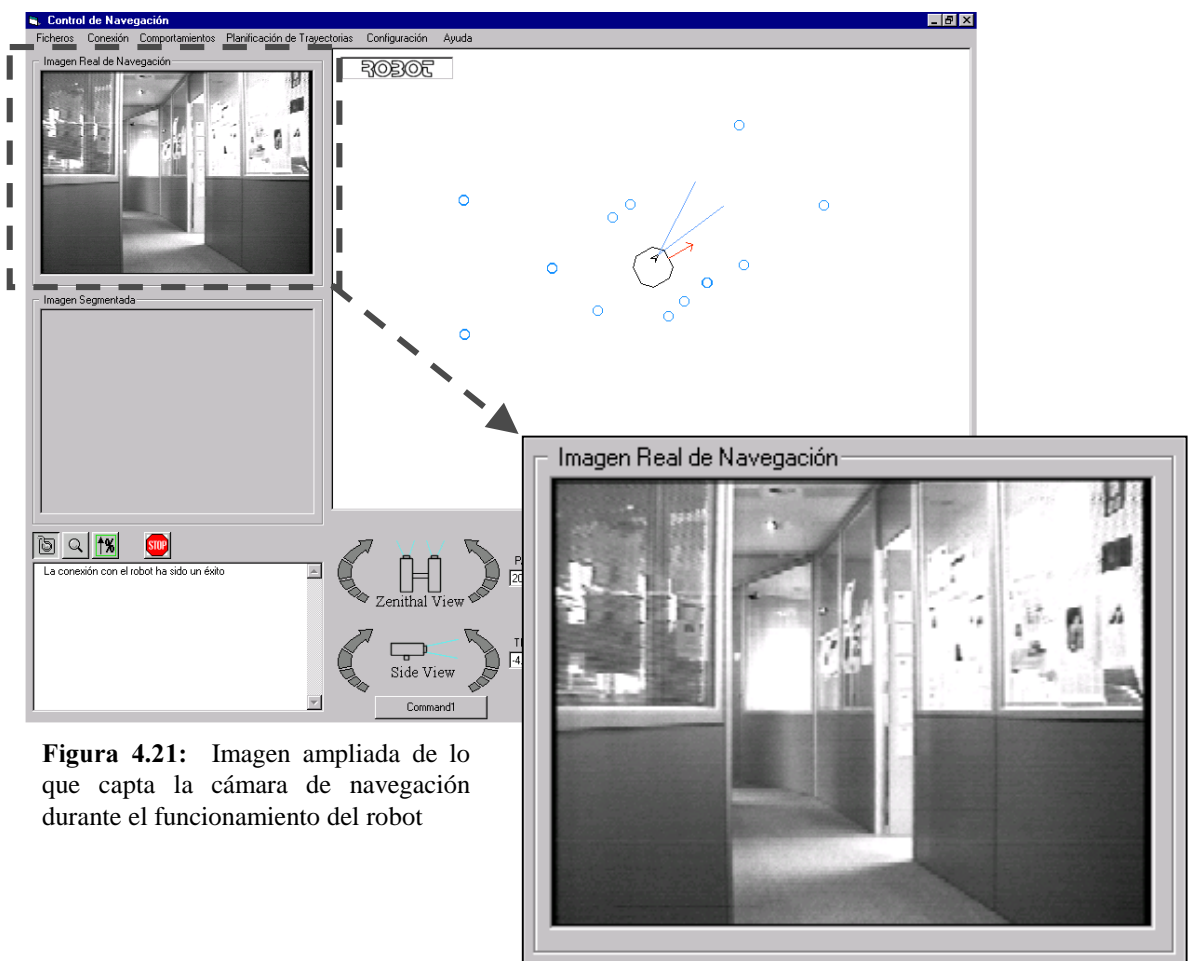 Control de Navegación
Ficheros Conexión Comportamientos Planificación de Trayectorias Configuración Ayuda
Imagen Real de Navegación
ROBOT
Imagen Segmentada
Imagen Real de Navegación
STOP
La conexión con el robot ha sido un éxito
Zenithal View
20
Side View
-4
Command1
Figura 4.21: Imagen ampliada de lo
que capta la cámara de navegación
durante el funcionamiento del robot